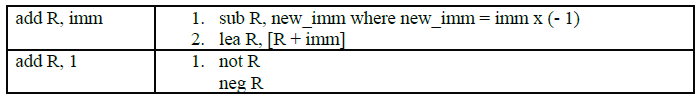 add R, imm
1. sub R, new_imm where new_imm = imm x (- 1)
2. lea R, [R + imm]
add R, 1
1. not R
neg R